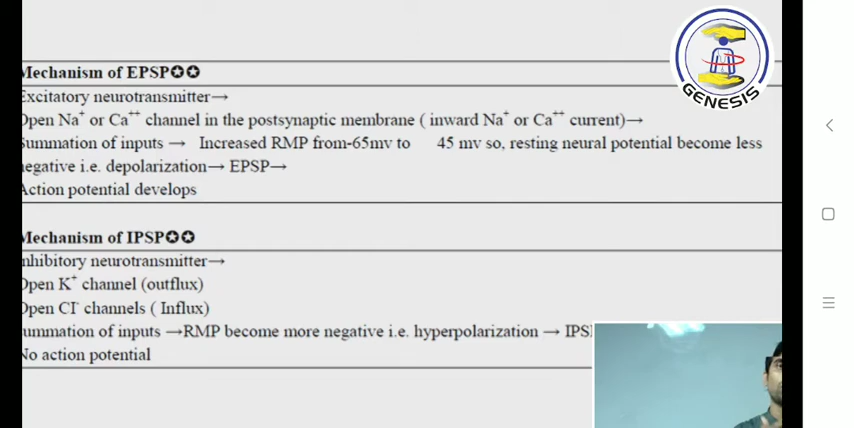 GENESIS
Mechanism of EPSP✪✪
Excitatory neurotransmitter→
Open Na⁺ or Ca⁺⁺ channel in the postsynaptic membrane ( inward Na⁺ or Ca⁺⁺ current)→
Summation of inputs → Increased RMP from-65mv to 45 mv so, resting neural potential become less
negative i.e. depolarization→ EPSP→
Action potential develops
Mechanism of IPSP✪✪
Inhibitory neurotransmitter→
Open K⁺ channel (outflux)
Open Cl⁻ channels ( Influx)
summation of inputs →RMP become more negative i.e. hyperpolarization → IPS
No action potential